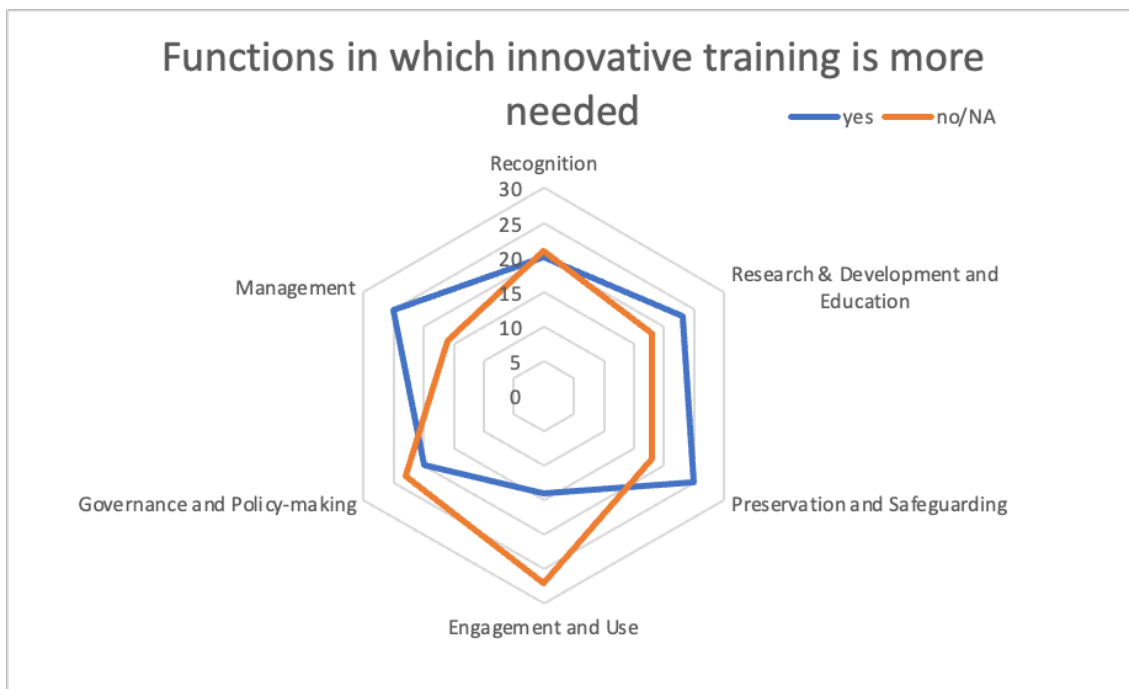 Functions in which innovative training is more
needed
yes no/NA
Recognition
30
25
20
15
10
5
0
Research & Development and
Education
Preservation and Safeguarding
Engagement and Use
Governance and Policy-making
Management